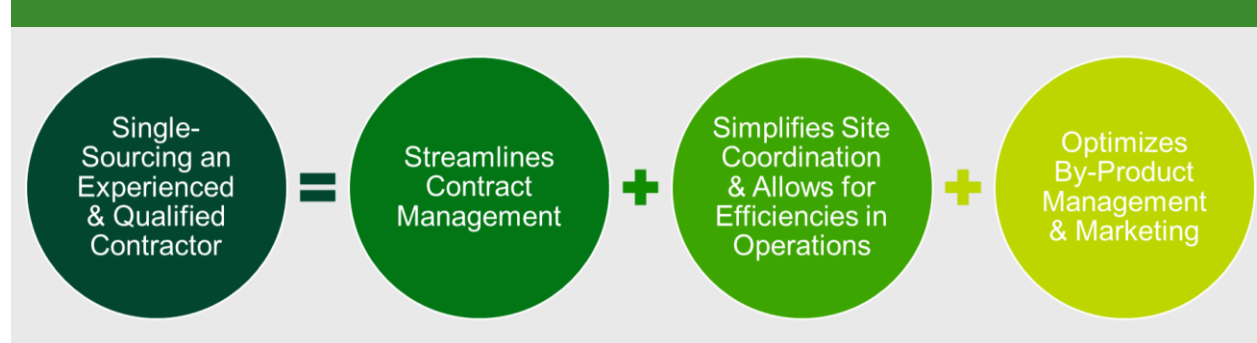 Single-
Sourcing an
Experienced
& Qualified
Contractor
=
Streamlines
Contract
Management
+
Simplifies Site
Coordination
& Allows for
Efficiencies in
Operations
+
Optimizes
By-Product
Management
& Marketing